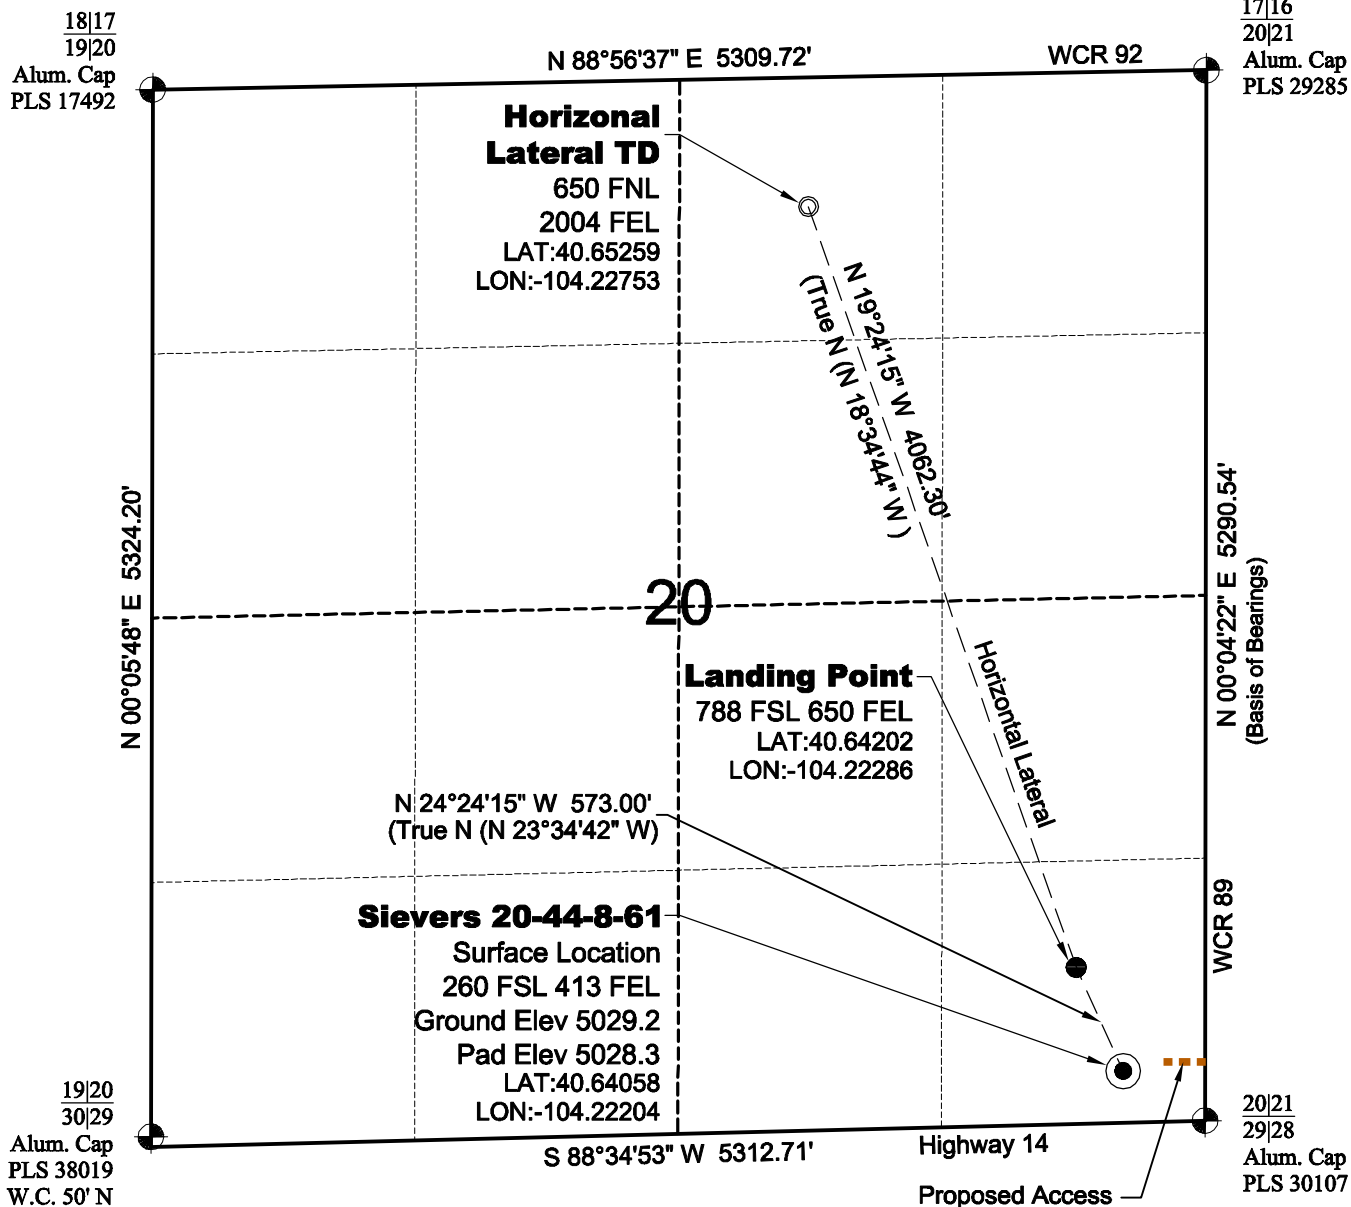 18|17
19|20
Alum. Cap
PLS 17492
N 88°56'37" E 5309.72'
WCR 92
17|16
20|21
Alum. Cap
PLS 29285
Horizonal
Lateral TD
650 FNL
2004 FEL
LAT:40.65259
LON:-104.22753
N 19°24'15" W 4062.30'
(True N (N 18°34'44" W )
N 00°05'48" E 5324.20'
20
N 00°04'22" E 5290.54'
(Basis of Bearings)
Landing Point
788 FSL 650 FEL
LAT:40.64202
LON:-104.22286
Horizontal Lateral
N 24°24'15" W 573.00'
(True N (N 23°34'42" W)
WCR 89
Sievers 20-44-8-61
Surface Location
260 FSL 413 FEL
Ground Elev 5029.2
Pad Elev 5028.3
LAT:40.64058
LON:-104.22204
19|20
30|29
Alum. Cap
PLS 38019
W.C. 50' N
S 88°34'53" W 5312.71'
Highway 14
Proposed Access
20|21
29|28
Alum. Cap
PLS 30107